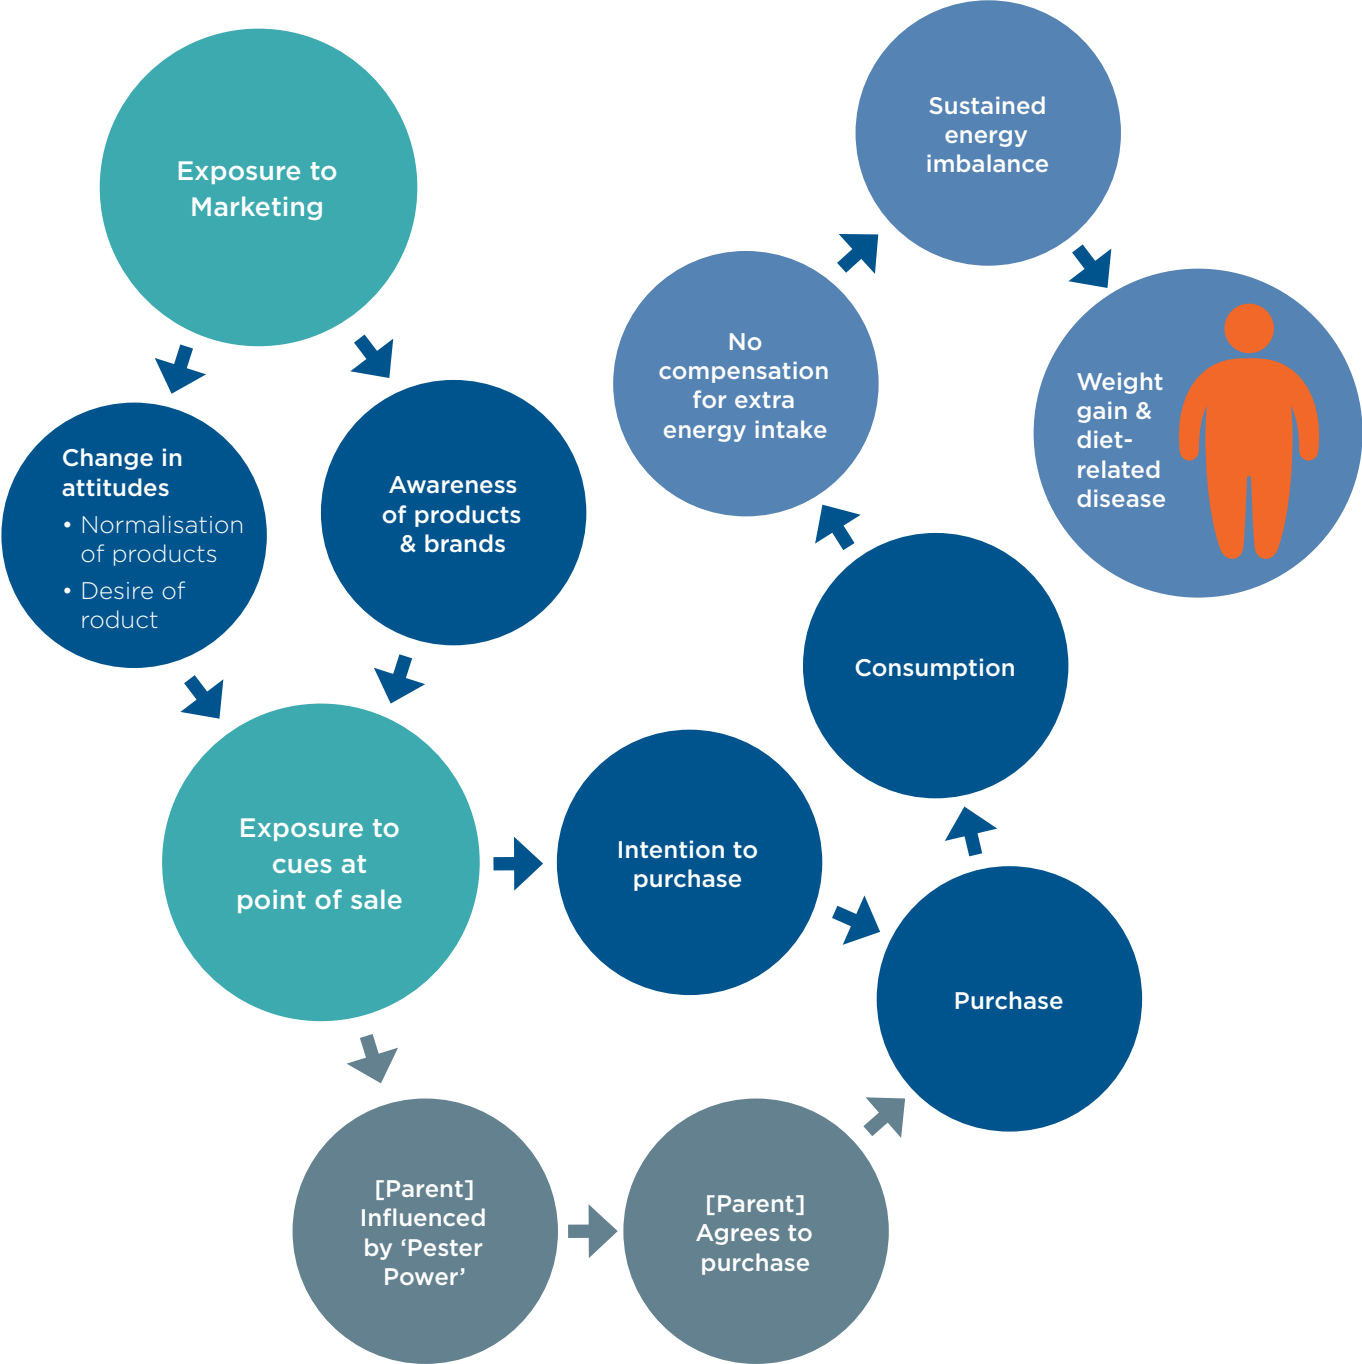 Exposure to
Marketing
Change in
attitudes
• Normalisation
of products
• Desire of
roduct
Awareness
of products
& brands
Exposure to
cues at
point of sale
Intention to
purchase
[Parent]
Influenced
by ‘Pester
Power’
[Parent]
Agrees to
purchase
Purchase
Consumption
No
compensation
for extra
energy intake
Sustained
energy
imbalance
Weight
gain &
diet-
related
disease